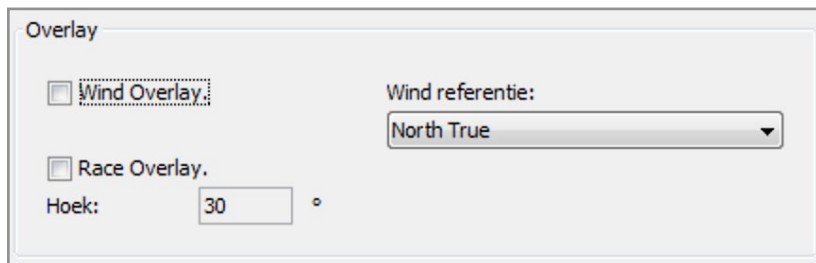 Overlay
Wind Overlay.
Wind referentie:
North True
Race Overlay.
Hoek: 30 °